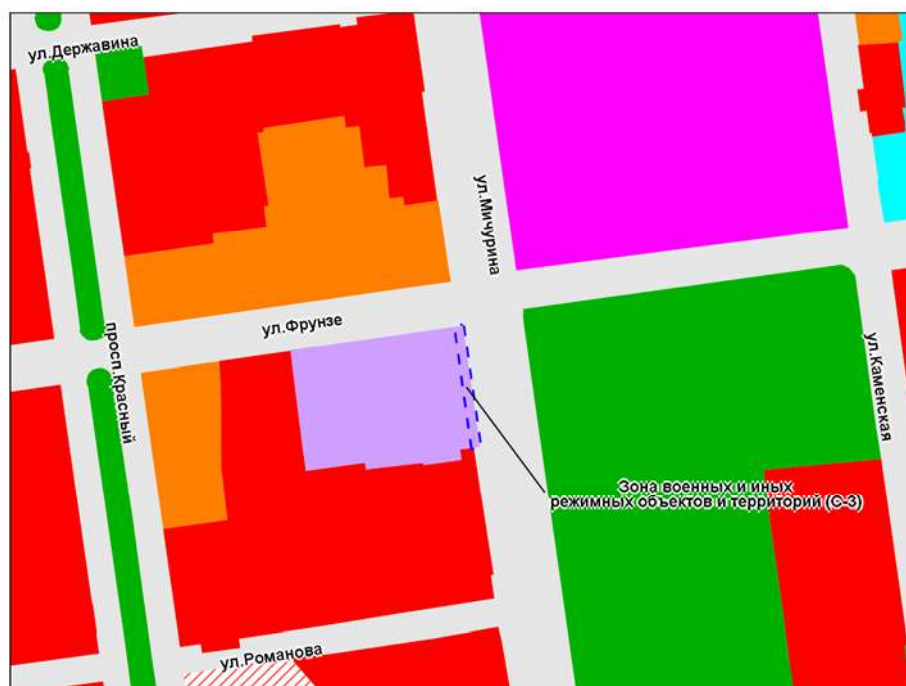 ул.Державина
ул.Мичурина
ул.Фрунзе
просп.Красный
ул.Каменская
Зона военных и иных
режимных объектов и территорий (С-3)
ул.Романова